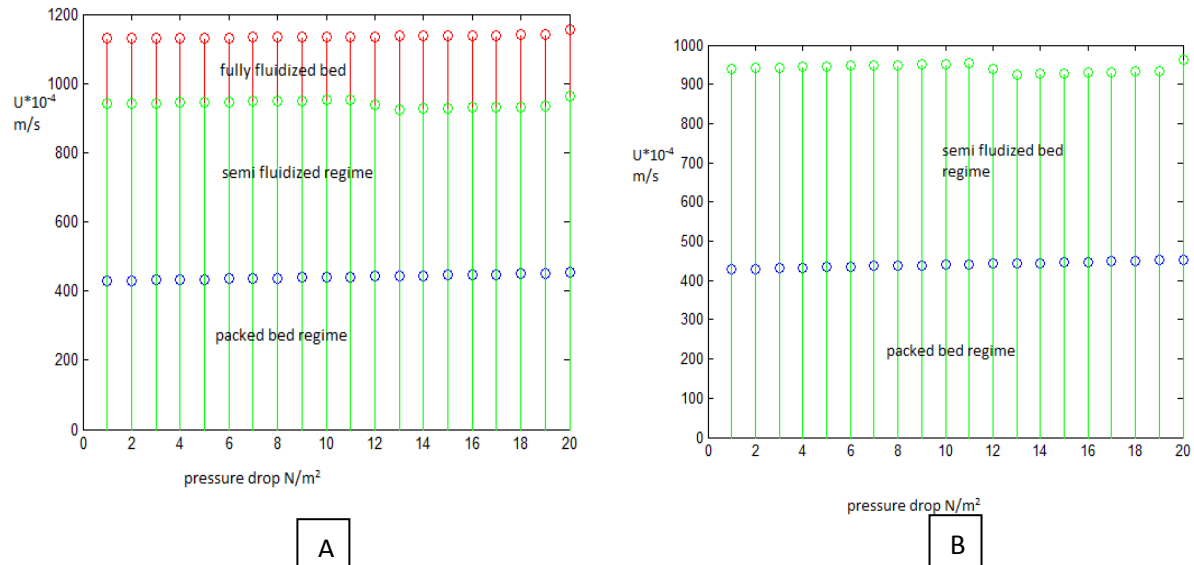 1200
1000
800
600
400
200
0
U*10-4
m/s
fully fluidized bed
semi fluidized regime
packed bed regime
0 2 4 6 8 10 12 14 16 18 20
pressure drop N/m²
A
1000
900
800
700
600
500
400
300
200
100
0
U*10-4
m/s
semi fludized bed
regime
packed bed regime
0 2 4 6 8 10 12 14 16 18 20
pressure drop N/m²
B